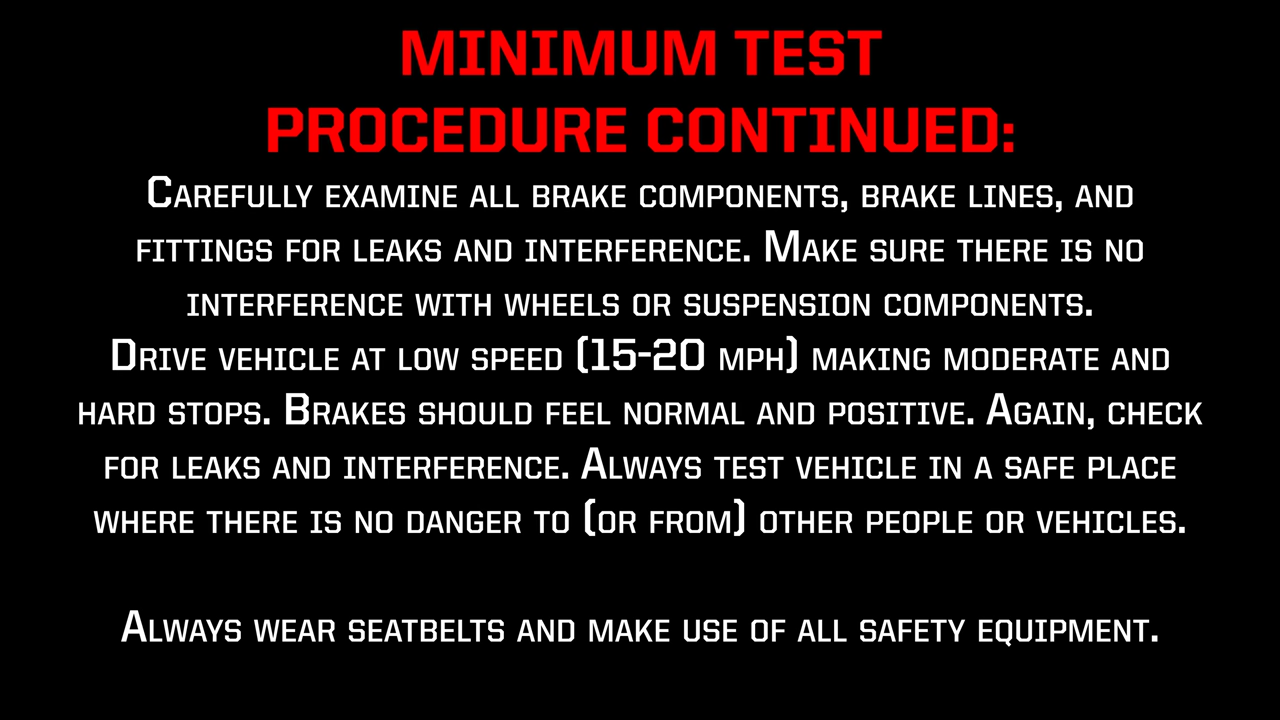 MINIMUM TEST
PROCEDURE CONTINUED:
Carefully examine all brake components, brake lines, and
fittings for leaks and interference. Make sure there is no
interference with wheels or suspension components.
Drive vehicle at low speed (15-20 mph) making moderate and
hard stops. Brakes should feel normal and positive. Again, check
for leaks and interference. Always test vehicle in a safe place
where there is no danger to (or from) other people or vehicles.
Always wear seatbelts and make use of all safety equipment.